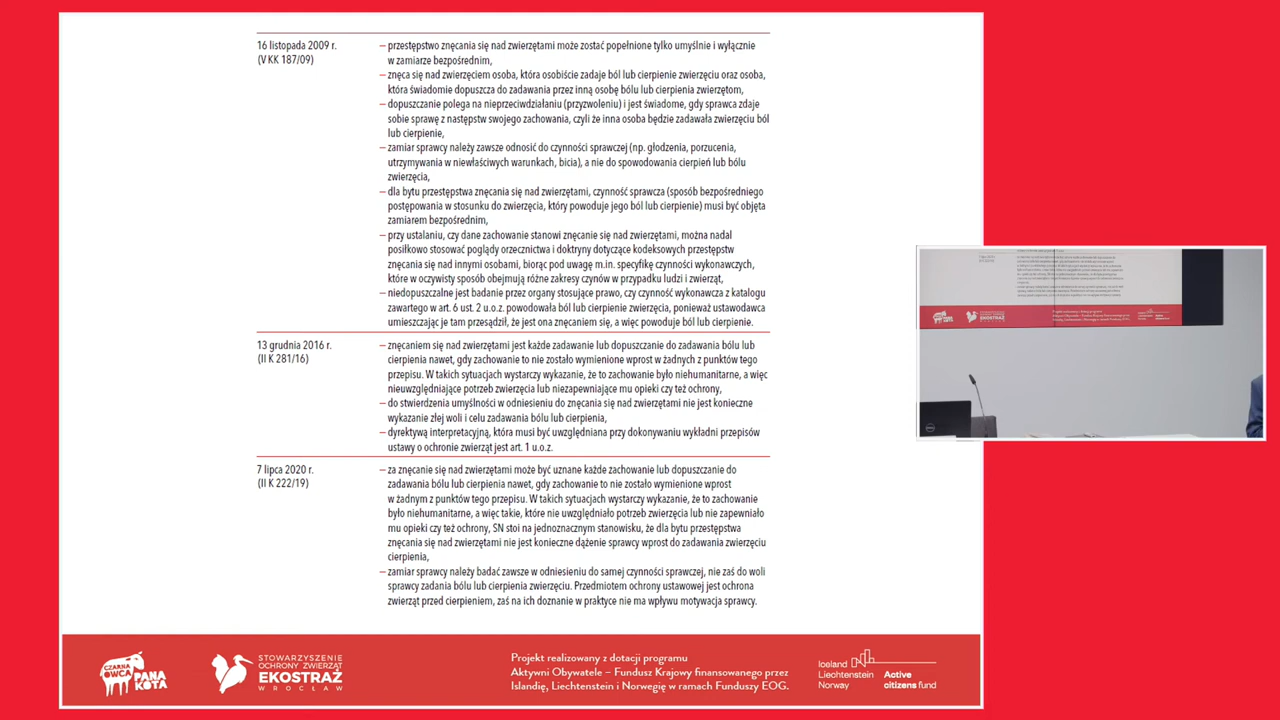 16 listopada 2009 r.
(V KK 187/09)
– przestępstwo znęcania się nad zwierzętami może zostać popełnione tylko umyślnie i wyłącznie
w zamiarze bezpośrednim,
– znęca się nad zwierzęciem osoba, która osobiście zadaje ból lub cierpienie zwierzęciu oraz osoba,
która świadomie dopuszcza do zadawania przez inną osobę bólu lub cierpienia zwierzętom,
– dopuszczanie polega na nieprzeciwdziałaniu (przyzwoleniu) i jest świadome, gdy sprawca zdaje
sobie sprawę z następstw swojego zachowania, czyli że inna osoba będzie zadawała zwierzęciu ból
lub cierpienie,
– zamiar sprawcy należy zawsze odnosić do czynności sprawczej (np. głodzenia, porzucenia,
utrzymywania w niewłaściwych warunkach, bicia), a nie do spowodowania cierpień lub bólu
zwierzęcia,
– dla bytu przestępstwa znęcania się nad zwierzętami, czynność sprawcza (sposób bezpośredniego
postępowania w stosunku do zwierzęcia, który powoduje jego ból lub cierpienie) musi być objęta
zamiarem bezpośrednim,
– przy ustalaniu, czy dane zachowanie stanowi znęcanie się nad zwierzętami, można nadal
posiłkowo stosować poglądy orzecznictwa i doktryny dotyczące kodeksowych przestępstw
znęcania się nad innymi osobami, biorąc pod uwagę m.in. specyfikę czynności wykonawczych,
które w oczywisty sposób obejmują różne zakresy czynów w przypadku ludzi i zwierząt,
– niedopuszczalne jest badanie przez organy stosujące prawo, czy czynność wykonawcza z katalogu
zawartego w art. 6 ust. 2 u.o.z. powodowała ból lub cierpienie zwierzęcia, ponieważ ustawodawca
umieszczając je tam przesądził, że jest ona znęcaniem się, a więc powoduje ból lub cierpienie.
13 grudnia 2016 r.
(II K 281/16)
– znęcaniem się nad zwierzętami jest każde zadawanie lub dopuszczanie do zadawania bólu lub
cierpienia nawet, gdy zachowanie to nie zostało wymienione wprost w żadnych z punktów tego
przepisu. W takich sytuacjach wystarczy wykazanie, że to zachowanie było niehumanitarne, a więc
nieuwzględniające potrzeb zwierzęcia lub niezapewniające mu opieki czy też ochrony,
– do stwierdzenia umyślności w odniesieniu do znęcania się nad zwierzętami nie jest konieczne
wykazanie złej woli i celu zadawania bólu lub cierpienia,
– dyrektywą interpretacyjną, która musi być uwzględniana przy dokonywaniu wykładni przepisów
ustawy o ochronie zwierząt jest art. 1 u.o.z.
7 lipca 2020 r.
(II K 222/19)
– za znęcanie się nad zwierzętami może być uznane każde zachowanie lub dopuszczanie do
zadawania bólu lub cierpienia nawet, gdy zachowanie to nie zostało wymienione wprost
w żadnym z punktów tego przepisu. W takich sytuacjach wystarczy wykazanie, że to zachowanie
było niehumanitarne, a więc takie, które nie uwzględniało potrzeb zwierzęcia lub nie zapewniało
mu opieki czy też ochrony, SN stoi na jednoznacznym stanowisku, że dla bytu przestępstwa
znęcania się nad zwierzętami nie jest konieczne dążenie sprawcy wprost do zadawania zwierzęciu
cierpienia,
– zamiar sprawcy należy badać zawsze w odniesieniu do samej czynności sprawczej, nie zaś do woli
sprawcy zadania bólu lub cierpienia zwierzęciu. Przedmiotem ochrony ustawowej jest ochrona
zwierząt przed cierpieniem, zaś na ich doznanie w praktyce nie ma wpływu motywacja sprawcy.
CZARNA
OWCA
PANA
KOTA
STOWARZYSZENIE
OCHRONY ZWIERZĄT
EKOSTRAŻ
WROCŁAW
Projekt realizowany z dotacji programu
Aktywni Obywatele – Fundusz Krajowy finansowanego przez
Islandię, Liechtenstein i Norwegię w ramach Funduszy EOG.
Iceland
Liechtenstein
Norway
Active
citizens fund
EKOSTRAŻ